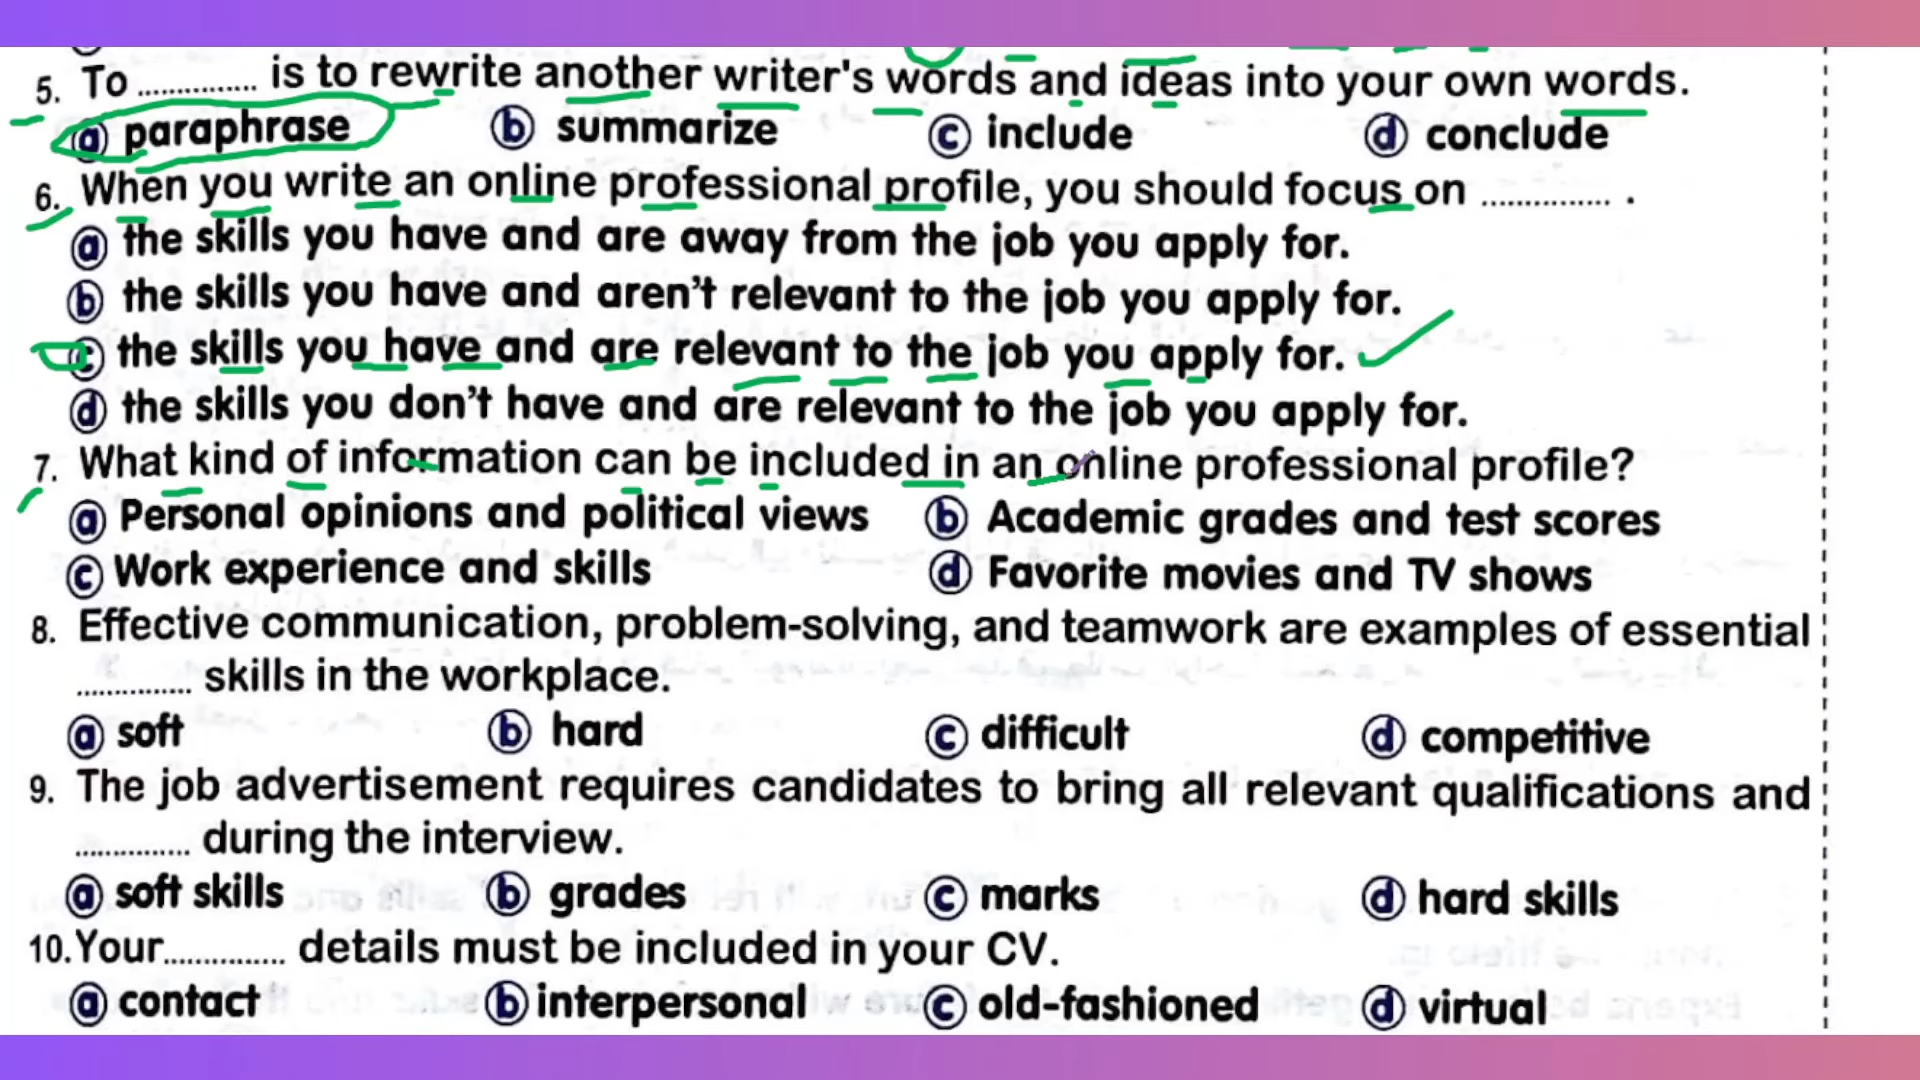 5. To ................ is to rewrite another writer's words and ideas into your own words.
a paraphrase b summarize c include d conclude
6. When you write an online professional profile, you should focus on ............... .
a the skills you have and are away from the job you apply for.
b the skills you have and aren't relevant to the job you apply for.
c the skills you have and are relevant to the job you apply for.
d the skills you don't have and are relevant to the job you apply for.
7. What kind of information can be included in an online professional profile?
a Personal opinions and political views b Academic grades and test scores
c Work experience and skills d Favorite movies and TV shows
8. Effective communication, problem-solving, and teamwork are examples of essential
............... skills in the workplace.
a soft b hard c difficult d competitive
9. The job advertisement requires candidates to bring all relevant qualifications and
............... during the interview.
a soft skills b grades c marks d hard skills
10.Your................ details must be included in your CV.
a contact b interpersonal c old-fashioned d virtual